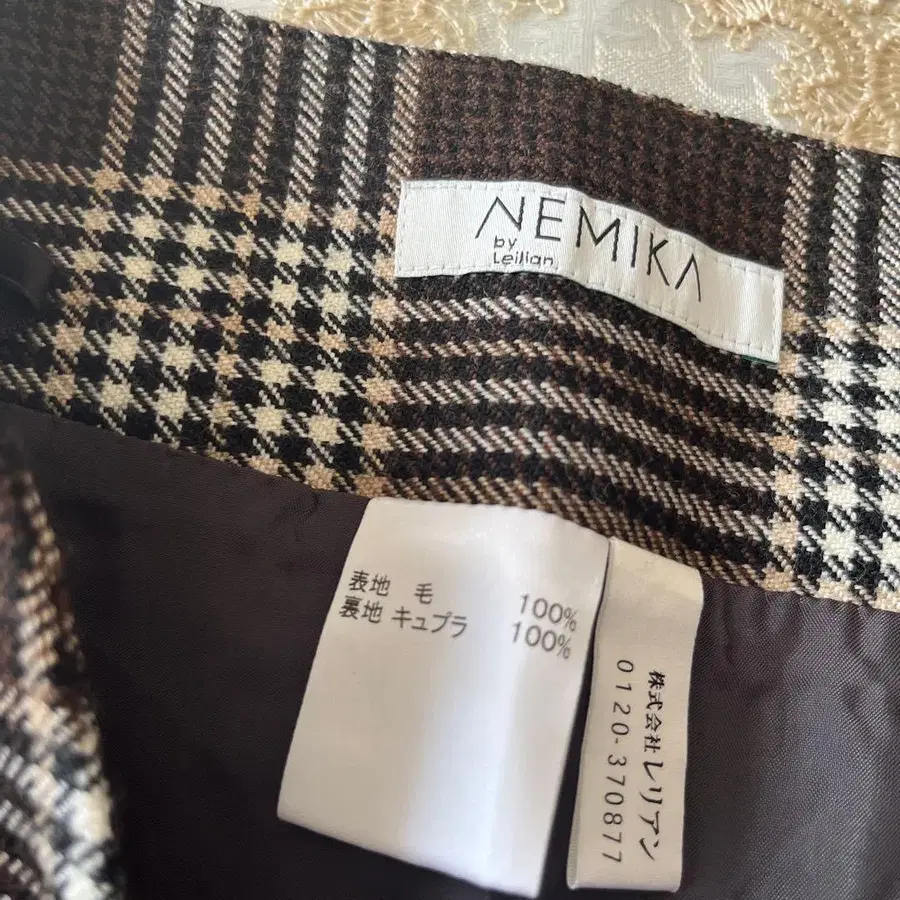 NEMIKA
by
Leilian
表地 毛 100%
裏地 キュプラ 100%
株式会社 レリアン
0120-370877